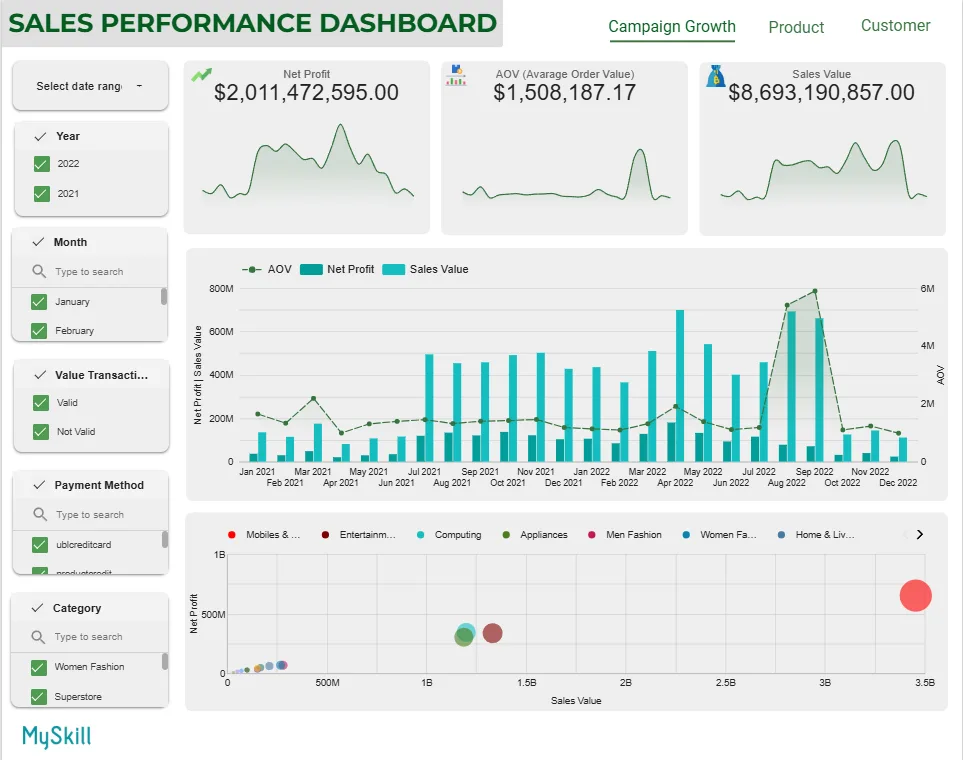 SALES PERFORMANCE DASHBOARD
Campaign Growth
Product
Customer
Select date rang
Year
2022
2021
Month
Type to search
January
February
Value Transacti...
Valid
Not Valid
Payment Method
Type to search
ublcreditcard
productcredit
Category
Type to search
Women Fashion
Superstore
MySkill
Net Profit
$2,011,472,595.00
AOV (Avarage Order Value)
$1,508,187.17
Sales Value
$8,693,190,857.00
AOV Net Profit Sales Value
Net Profit | Sales Value
800M
600M
400M
200M
0
6M
4M
2M
0
AOV
Jan 2021 Mar 2021 May 2021 Jul 2021 Sep 2021 Nov 2021 Jan 2022 Mar 2022 May 2022 Jul 2022 Sep 2022 Nov 2022
Feb 2021 Apr 2021 Jun 2021 Aug 2021 Oct 2021 Dec 2021 Feb 2022 Apr 2022 Jun 2022 Aug 2022 Oct 2022 Dec 2022
Mobiles & ... Entertainm... Computing Appliances Men Fashion Women Fa... Home & Liv...
Net Profit
1B
500M
0
0 500M 1B 1.5B 2B 2.5B 3B 3.5B
Sales Value